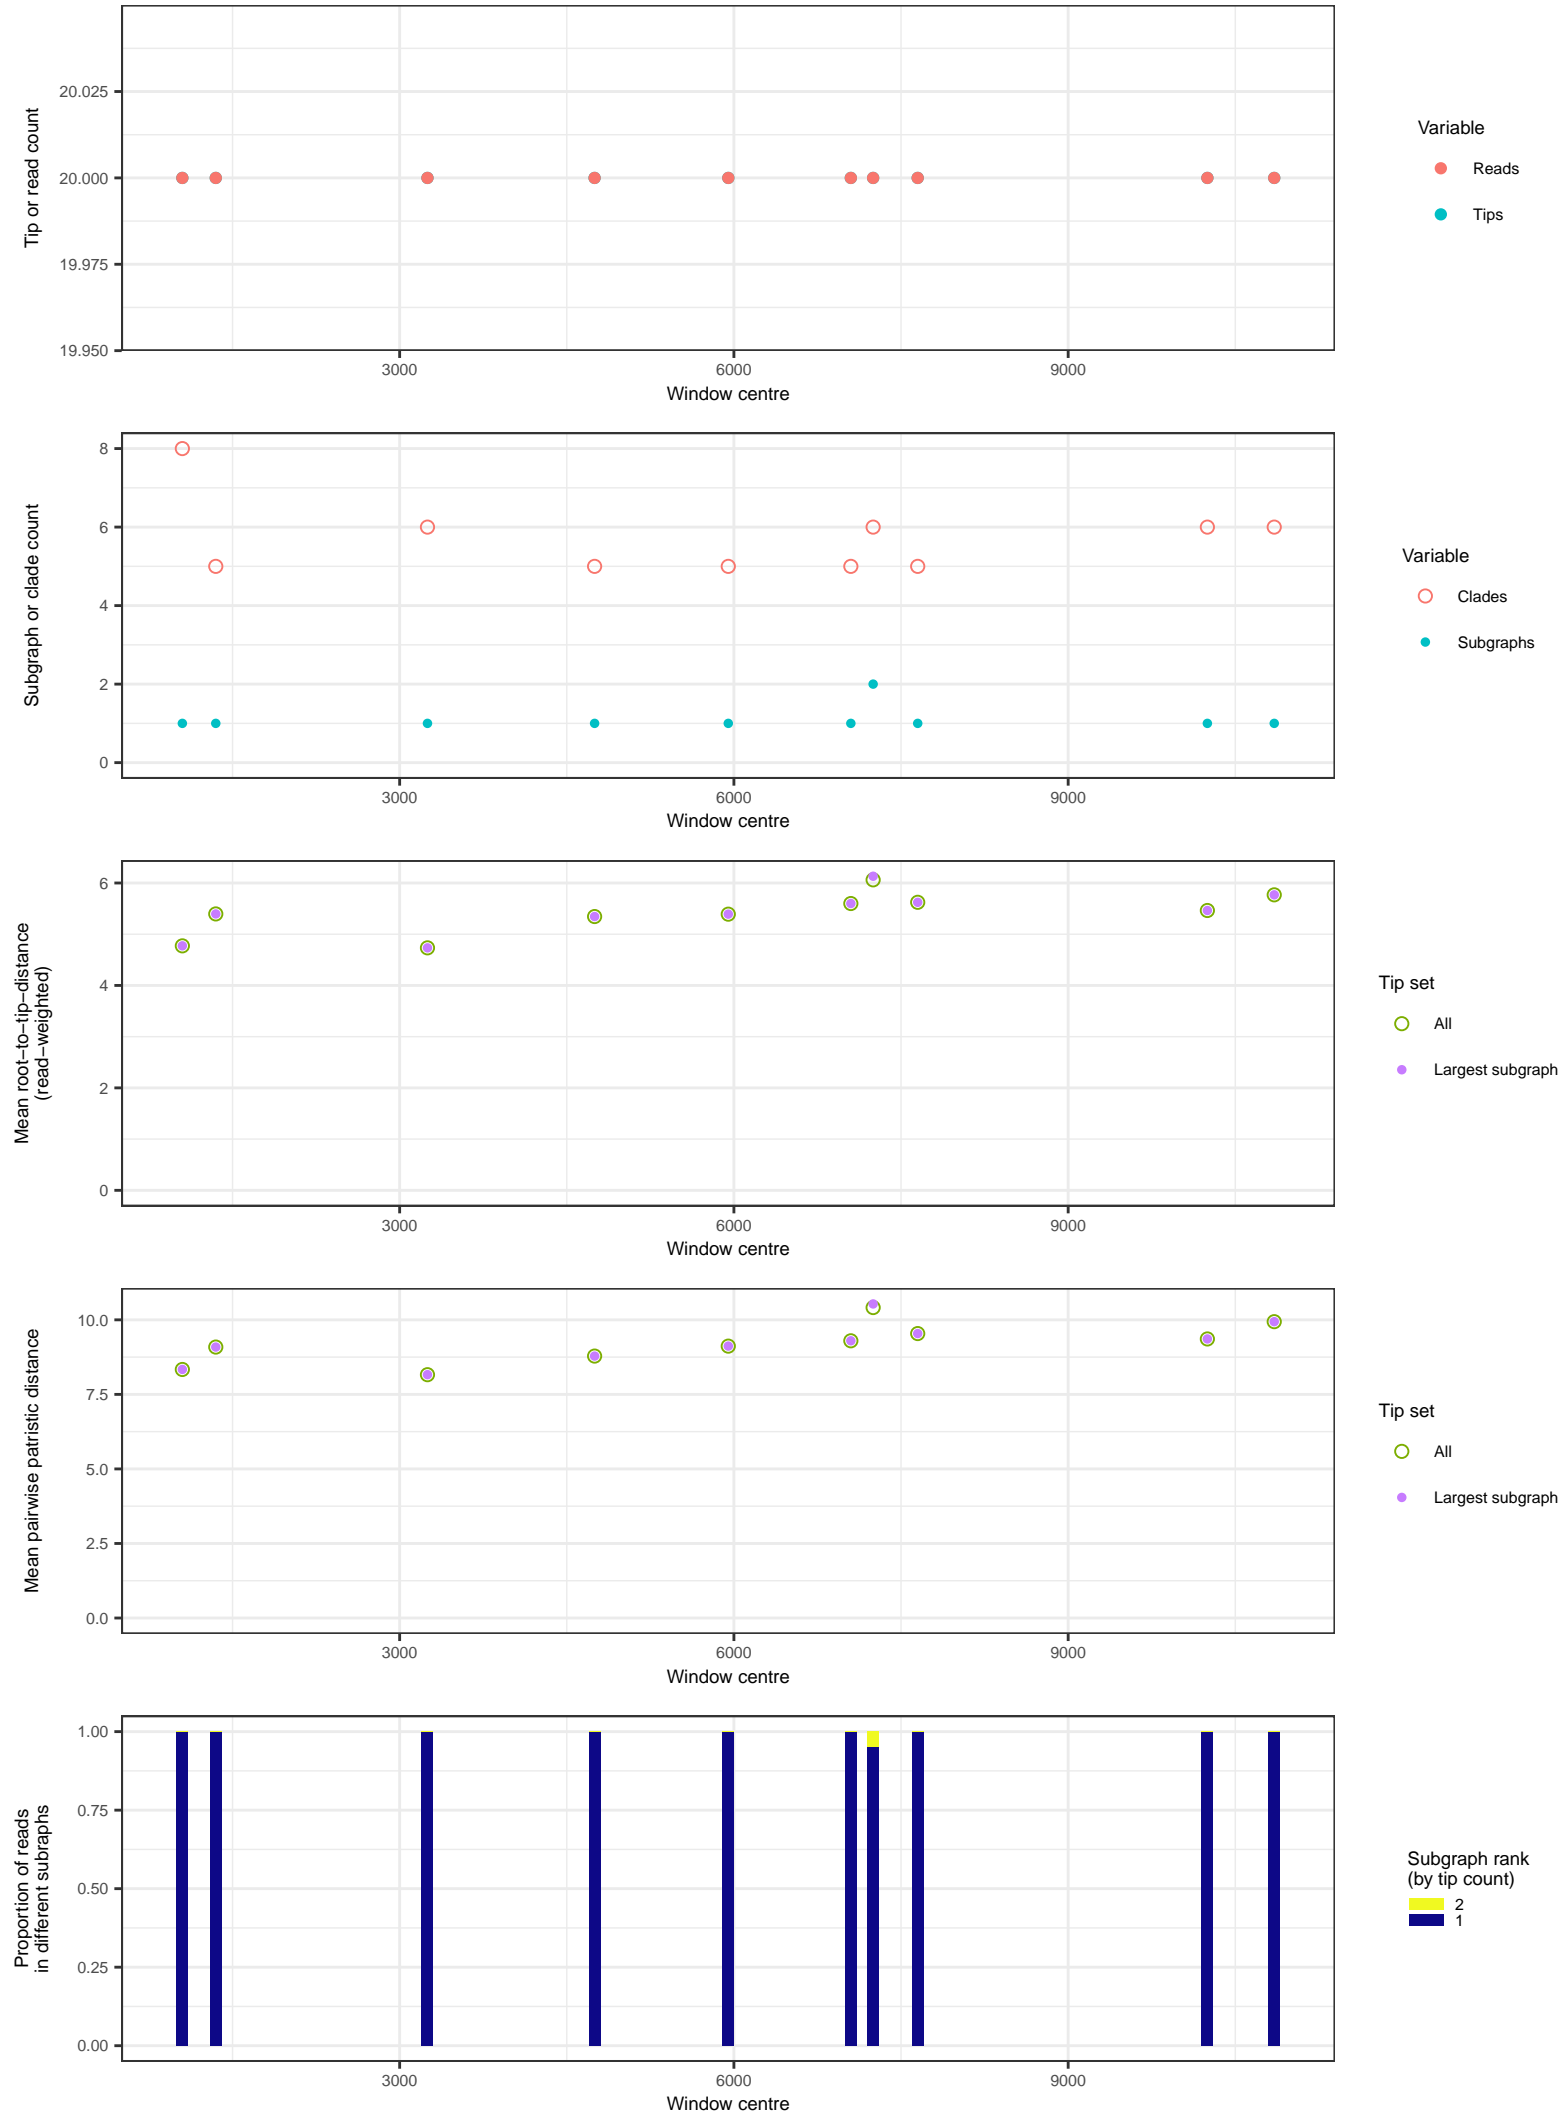 20.025
20.000
19.975
19.950
Tip or read count
3000
6000
9000
Window centre
Variable
Reads
Tips
8
6
4
2
0
Subgraph or clade count
3000
6000
9000
Window centre
Variable
Clades
Subgraphs
6
4
2
0
Mean root−to−tip−distance
(read−weighted)
3000
6000
9000
Window centre
Tip set
All
Largest subgraph
10.0
7.5
5.0
2.5
0.0
Mean pairwise patristic distance
3000
6000
9000
Window centre
Tip set
All
Largest subgraph
1.00
0.75
0.50
0.25
0.00
Proportion of reads
in different subraphs
3000
6000
9000
Window centre
Subgraph rank
(by tip count)
2
1